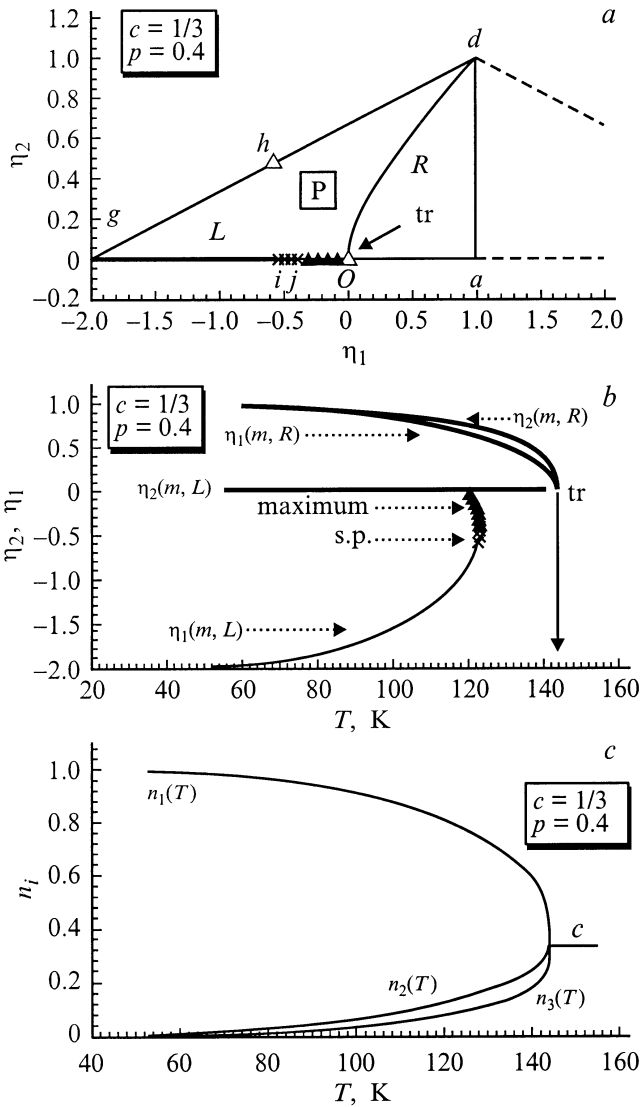 a
c = 1/3
p = 0.4
1.2
1.0
0.8
0.6
0.4
0.2
0
−0.2
η2
d
h
P
R
g
L
tr
i
j
O
a
−2.0 −1.5 −1.0 −0.5 0 0.5 1.0 1.5 2.0
η1
b
c = 1/3
p = 0.4
1.0
0.5
0
−0.5
−1.0
−1.5
−2.0
η2, η1
η2(m, R)
η1(m, R)
η2(m, L)
tr
maximum
s.p.
η1(m, L)
20 40 60 80 100 120 140 160
T, K
c
c = 1/3
p = 0.4
1.0
0.8
0.6
0.4
0.2
0
ni
n1(T)
c
n2(T)
n3(T)
40 60 80 100 120 140 160
T, K